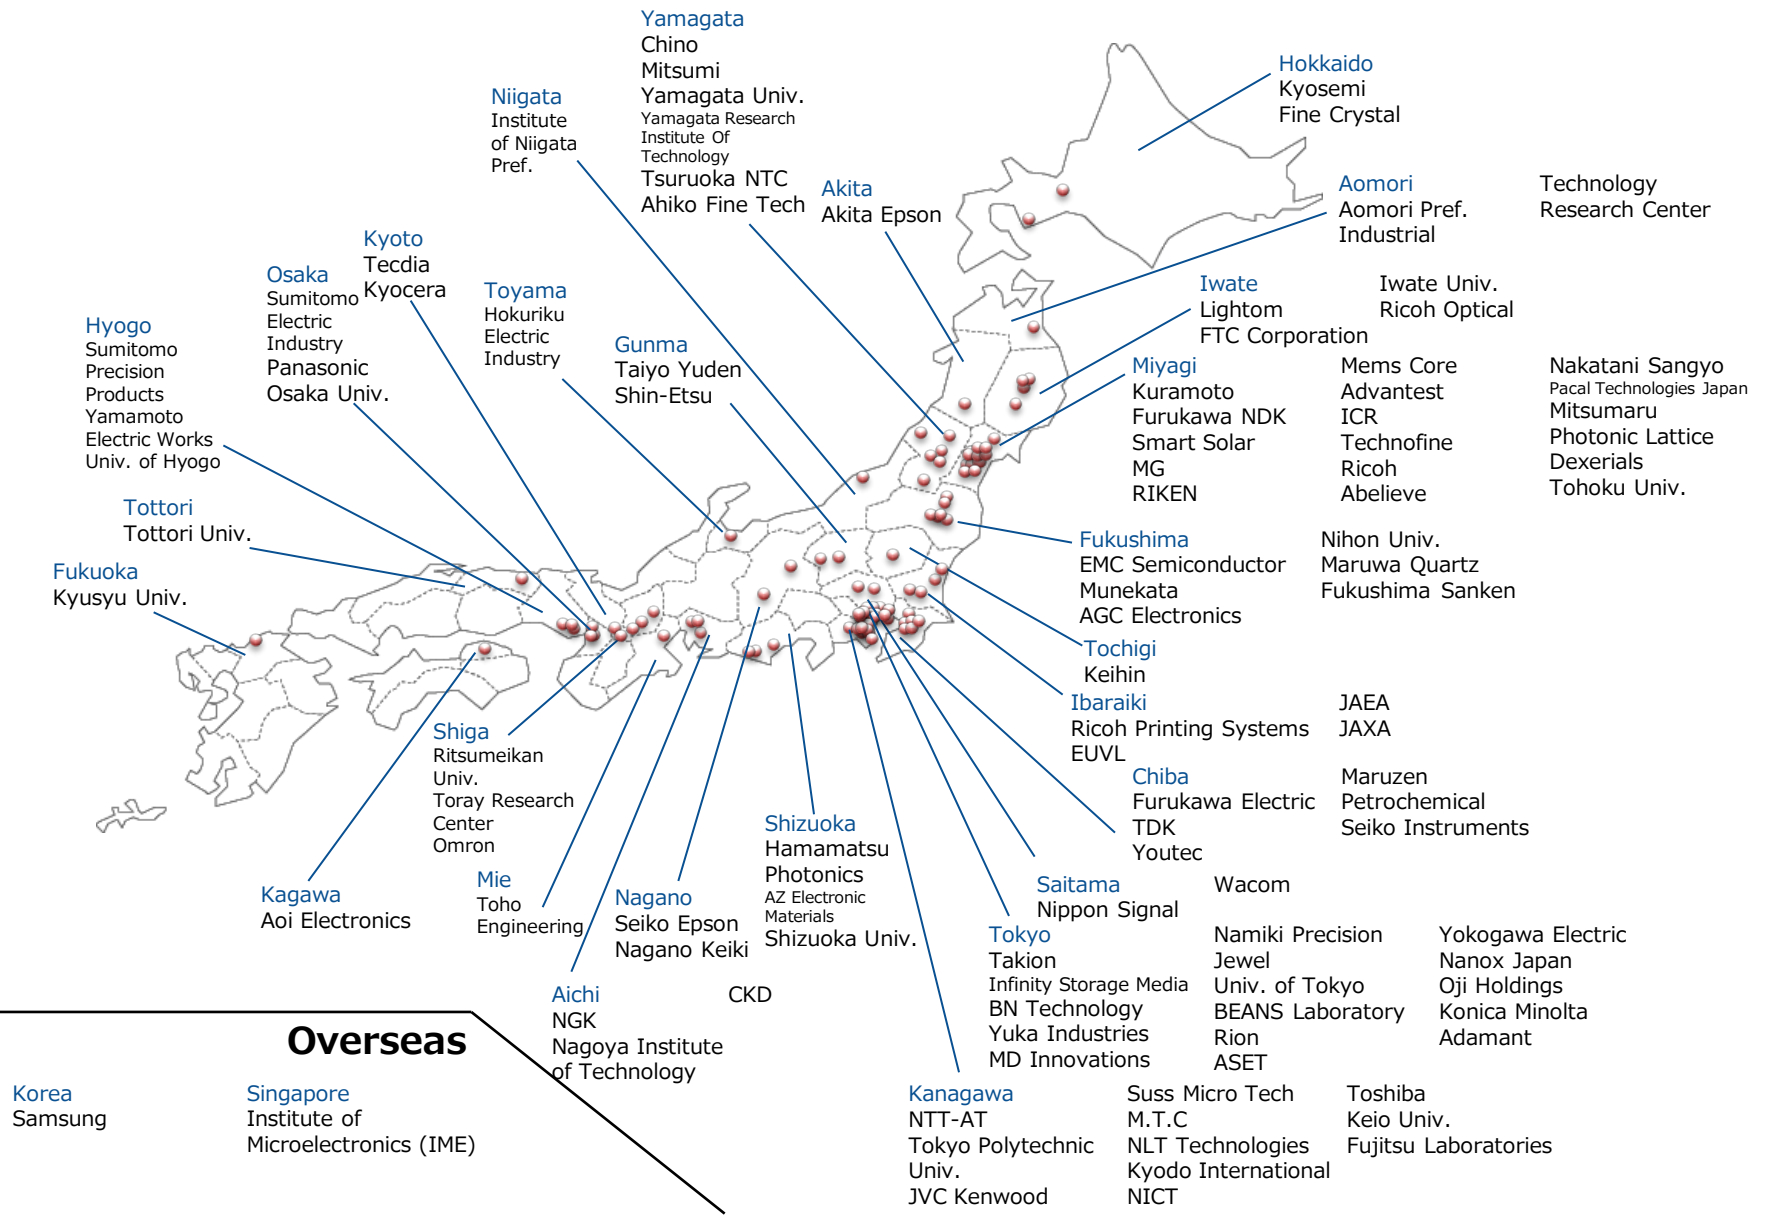 Yamagata
Chino
Mitsumi
Yamagata Univ.
Yamagata Research
Institute Of
Technology
Tsuruoka NTC
Ahiko Fine Tech
Niigata
Institute
of Niigata
Pref.
Akita
Akita Epson
Hokkaido
Kyosemi
Fine Crystal
Aomori
Aomori Pref.
Industrial
Technology
Research Center
Kyoto
Tecdia
Kyocera
Osaka
Sumitomo
Electric
Industry
Panasonic
Osaka Univ.
Toyama
Hokuriku
Electric
Industry
Hyogo
Sumitomo
Precision
Products
Yamamoto
Electric Works
Univ. of Hyogo
Gunma
Taiyo Yuden
Shin-Etsu
Iwate
Lightom
FTC Corporation
Iwate Univ.
Ricoh Optical
Miyagi
Kuramoto
Furukawa NDK
Smart Solar
MG
RIKEN
Mems Core
Advantest
ICR
Technofine
Ricoh
Abelieve
Nakatani Sangyo
Pacal Technologies Japan
Mitsumaru
Photonic Lattice
Dexerials
Tohoku Univ.
Tottori
Tottori Univ.
Fukuoka
Kyusyu Univ.
Fukushima
EMC Semiconductor
Munekata
AGC Electronics
Nihon Univ.
Maruwa Quartz
Fukushima Sanken
Tochigi
Keihin
Ibaraiki
Ricoh Printing Systems
EUVL
JAEA
JAXA
Chiba
Furukawa Electric
TDK
Youtec
Maruzen
Petrochemical
Seiko Instruments
Shiga
Ritsumeikan
Univ.
Toray Research
Center
Omron
Kagawa
Aoi Electronics
Mie
Toho
Engineering
Nagano
Seiko Epson
Nagano Keiki
Shizuoka
Hamamatsu
Photonics
AZ Electronic
Materials
Shizuoka Univ.
Saitama
Nippon Signal
Wacom
Tokyo
Takion
Infinity Storage Media
BN Technology
Yuka Industries
MD Innovations
Namiki Precision
Jewel
Univ. of Tokyo
BEANS Laboratory
Rion
ASET
Yokogawa Electric
Nanox Japan
Oji Holdings
Konica Minolta
Adamant
Aichi
NGK
Nagoya Institute
of Technology
CKD
Kanagawa
NTT-AT
Tokyo Polytechnic
Univ.
JVC Kenwood
Suss Micro Tech
M.T.C
NLT Technologies
Kyodo International
NICT
Toshiba
Keio Univ.
Fujitsu Laboratories
Overseas
Korea
Samsung
Singapore
Institute of
Microelectronics (IME)